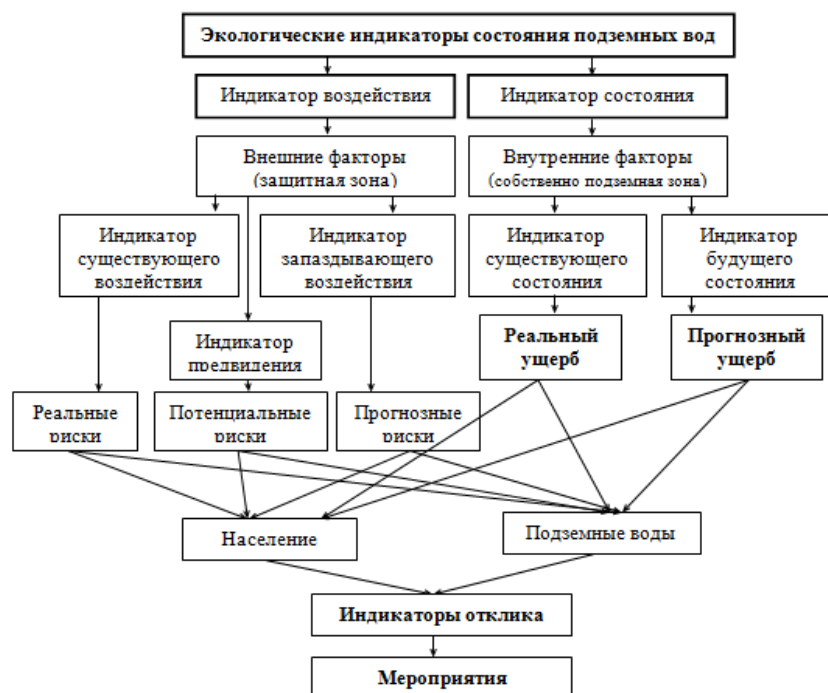 Экологические индикаторы состояния подземных вод
Индикатор воздействия
Индикатор состояния
Внешние факторы
(защитная зона)
Внутренние факторы
(собственно подземная зона)
Индикатор
существующего
воздействия
Индикатор
запаздывающего
воздействия
Индикатор
существующего
состояния
Индикатор
будущего
состояния
Индикатор
предвидения
Реальный
ущерб
Прогнозный
ущерб
Реальные
риски
Потенциальные
риски
Прогнозные
риски
Население
Подземные воды
Индикаторы отклика
Мероприятия